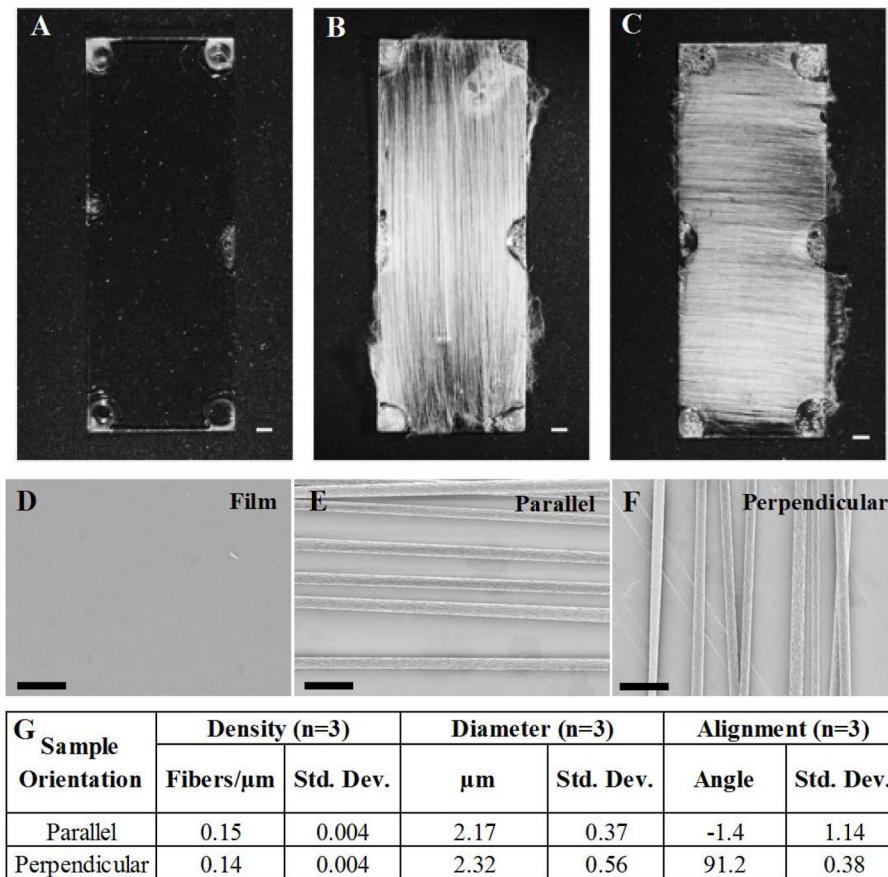 A
B
C
D Film
E Parallel
F Perpendicular
G Sample Orientation Density (n=3) Diameter (n=3) Alignment (n=3)
Fibers/µm Std. Dev. µm Std. Dev. Angle Std. Dev.
Parallel 0.15 0.004 2.17 0.37 -1.4 1.14
Perpendicular 0.14 0.004 2.32 0.56 91.2 0.38